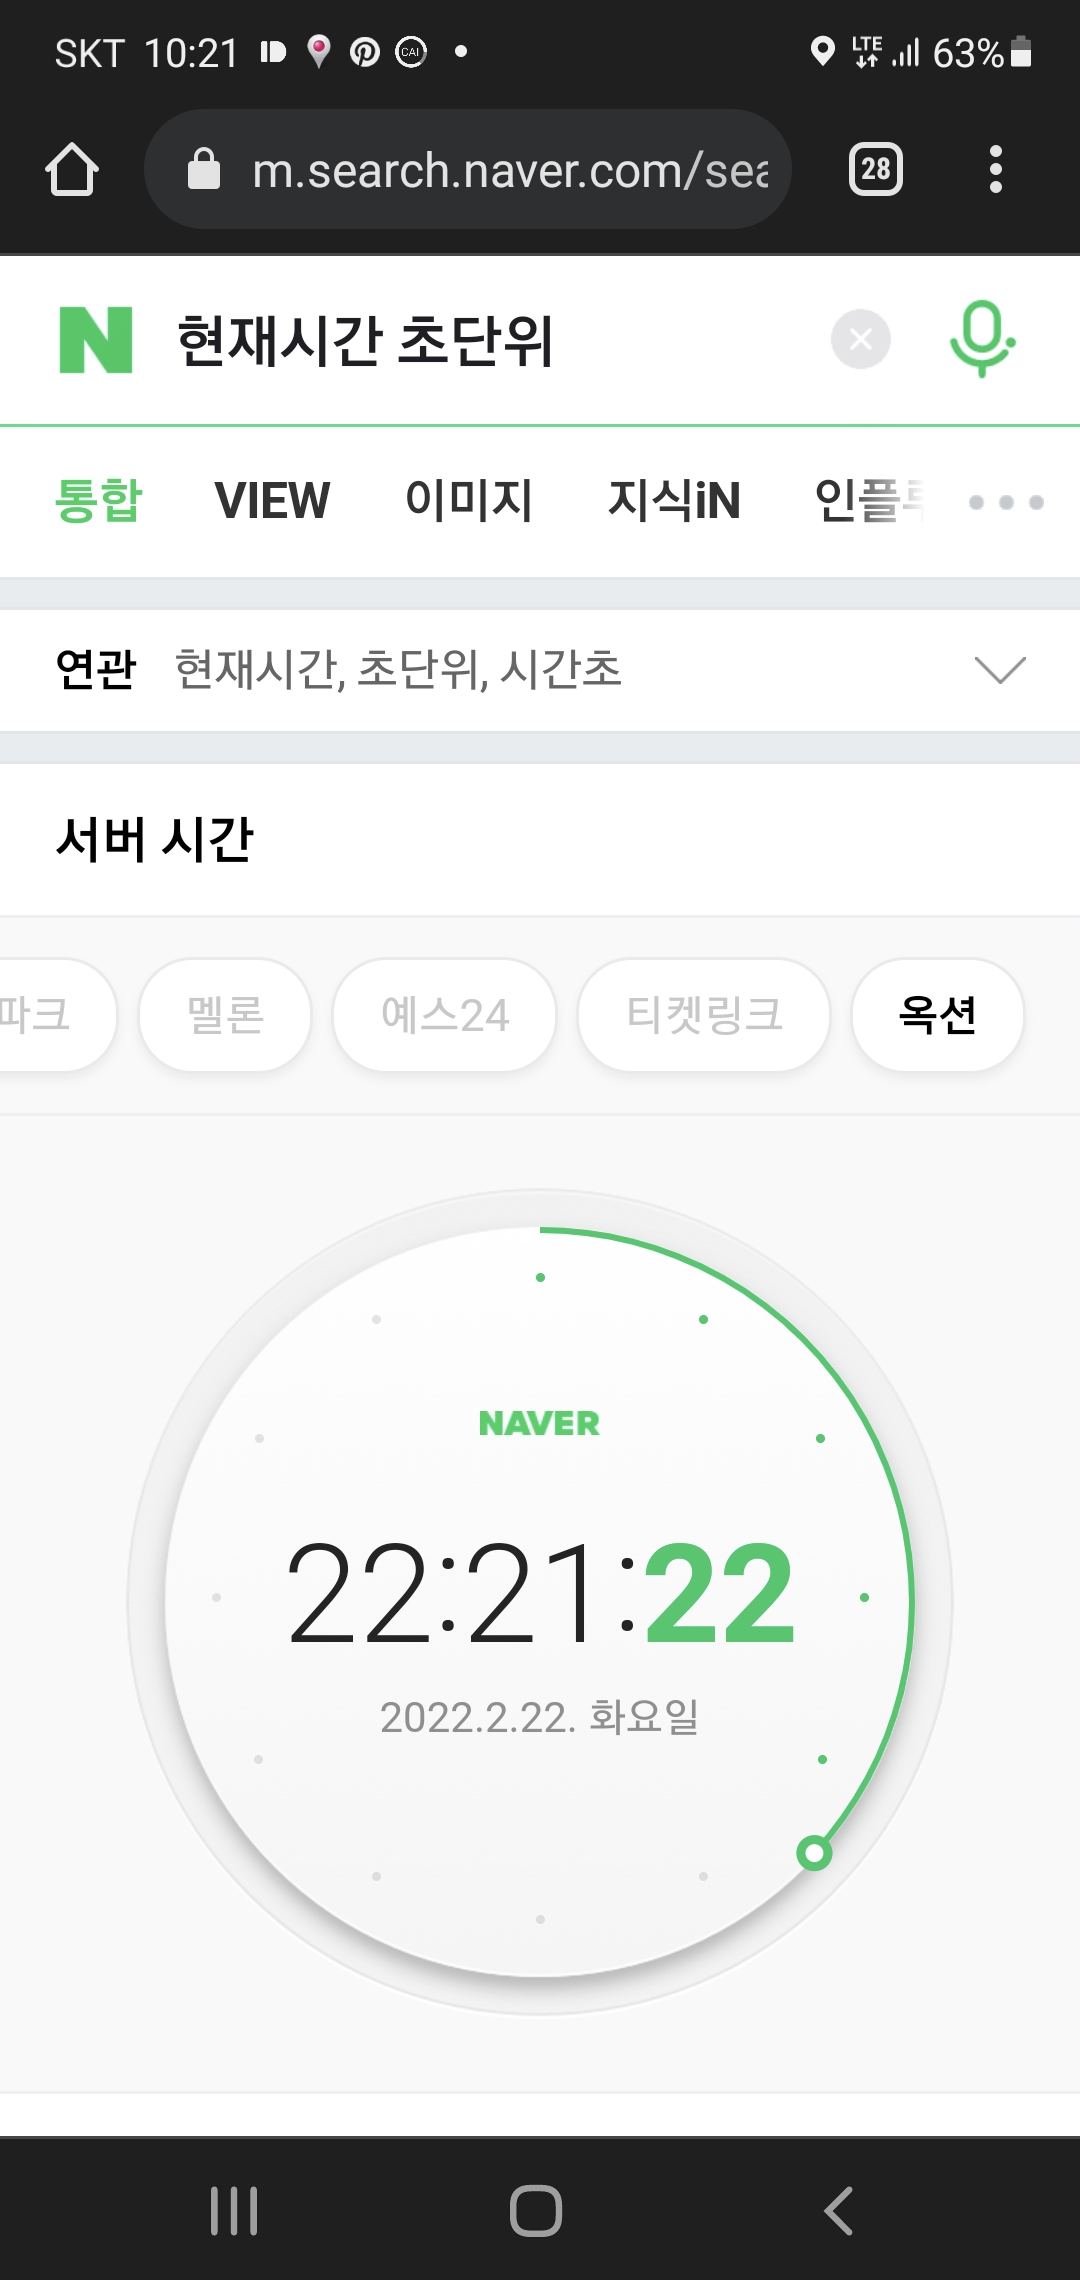 SKT 10:21 CAI LTE 63%
m.search.naver.com/sea 28
N 현재시간 초단위
통합 VIEW 이미지 지식iN 인플루
연관 현재시간, 초단위, 시간초
서버 시간
파크 멜론 예스24 티켓링크 옥션
NAVER
22:21:22
2022.2.22. 화요일